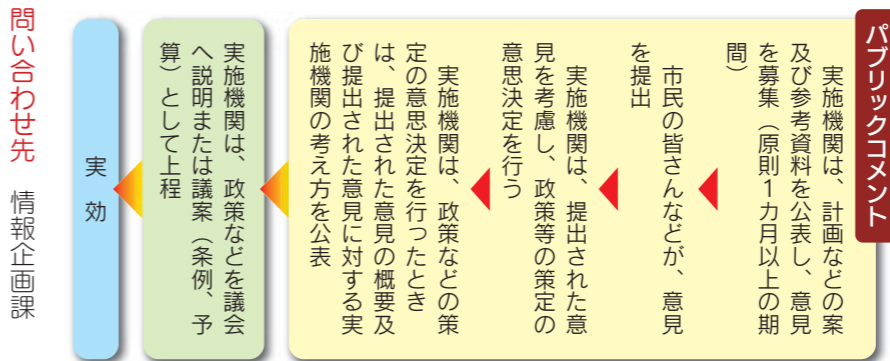 パブリックコメント
実施機関は、計画などの案
及び参考資料を公表し、意見
を募集（原則１カ月以上の期
間）
市民の皆さんなどが、意見
を提出
実施機関は、提出された意
見を考慮し、政策等の策定の
意思決定を行う
実施機関は、政策などの策
定の意思決定を行ったとき
は、提出された意見の概要及
び提出された意見に対する実
施機関の考え方を公表
実施機関は、政策などを議会
へ説明または議案（条例、予
算）として上程
実効
問い合わせ先　情報企画課